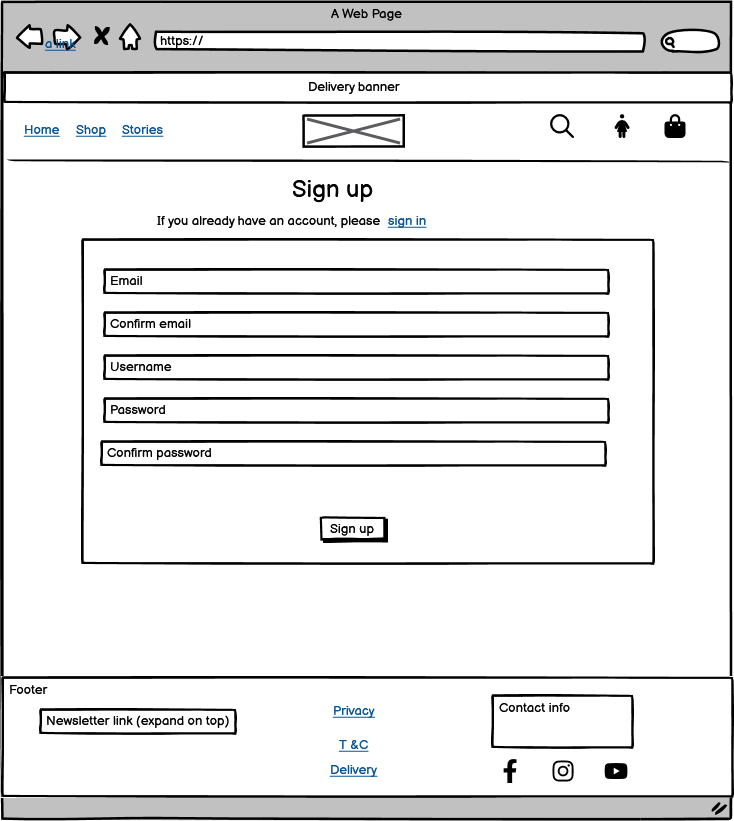 A Web Page
a link
https://
Delivery banner
Home Shop Stories
Sign up
If you already have an account, please sign in
Email
Confirm email
Username
Password
Confirm password
Sign up
Footer
Newsletter link (expand on top)
Privacy
T &C
Delivery
Contact info